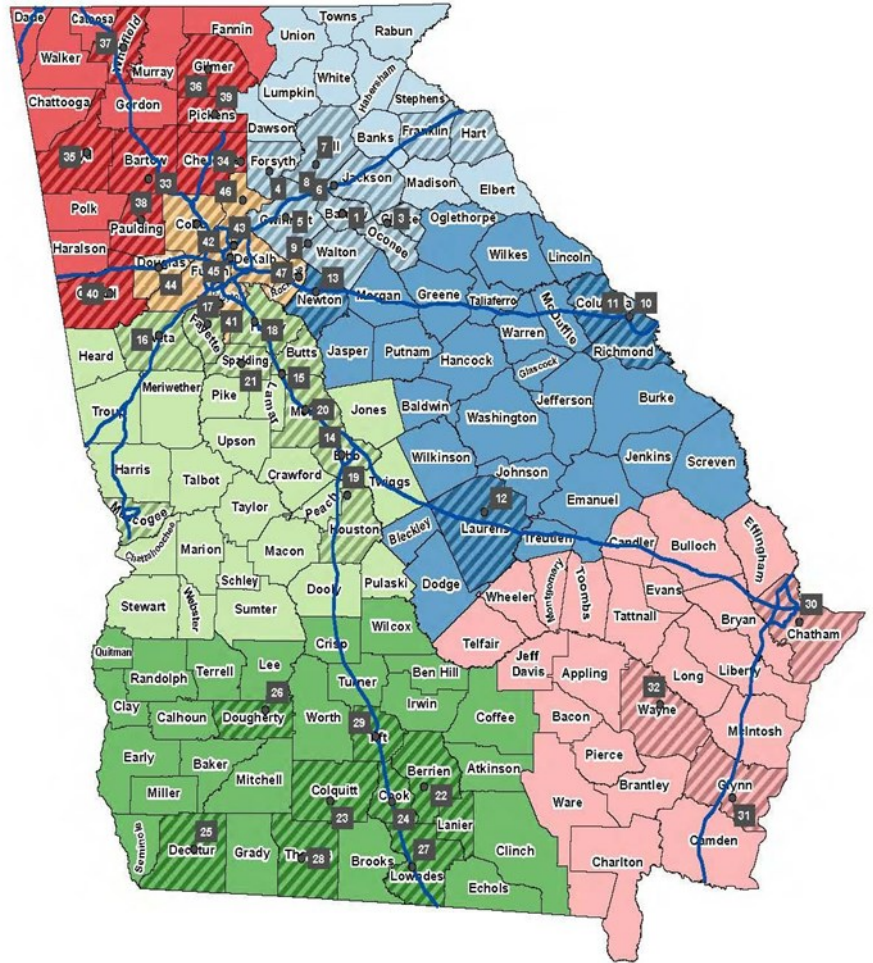 Dade
Catoosa
Whitfield
Fannin
Towns
Union
Rabun
37
Walker
Murray
Gilmer
White
Habersham
Chattooga
Gordon
36
39
Pickens
Lumpkin
Stephens
Dawson
Banks
Franklin
Hart
35
Bartow
Che
34
Forsyth
7
ll
33
46
4
8
6
Jackson
Madison
Elbert
Polk
38
Paulding
43
5
1
3
Oglethorpe
Oconee
Haralson
42
9
Walton
Wilkes
Lincoln
DeKalb
45
47
13
44
40
Newton
Morgan
Greene
Taliaferro
McDuffie
11
10
17
Fayette
41
18
Warren
Richmond
16
Heard
Spalding
Butts
Jasper
Putnam
Hancock
Glascock
21
15
Meriwether
Pike
Lamar
Jefferson
Burke
Troup
20
Jones
Baldwin
Washington
Upson
14
Harris
Talbot
Crawford
Twiggs
Wilkinson
Johnson
Jenkins
Screven
19
Peach
12
Emanuel
Muscogee
Taylor
Houston
Laurens
Chattahoochee
Marion
Macon
Bleckley
Treutlen
Candler
Bulloch
Effingham
Schley
Dooly
Pulaski
Dodge
Wheeler
Montgomery
Toombs
Evans
Stewart
Webster
Sumter
Tattnall
Bryan
30
Chatham
Wilcox
Telfair
Quitman
Crisp
Jeff
Davis
Appling
Long
Liberty
Randolph
Terrell
Lee
Ben Hill
Turner
26
32
Clay
Calhoun
Dougherty
Worth
Irwin
Coffee
Bacon
Wayne
McIntosh
29
Early
Baker
Pierce
Mitchell
Berrien
Atkinson
Miller
Colquitt
Cook
22
Brantley
Glynn
Ware
23
24
Lanier
31
Seminole
25
Decatur
Grady
28
Brooks
27
Lowndes
Clinch
Camden
Charlton
Echols